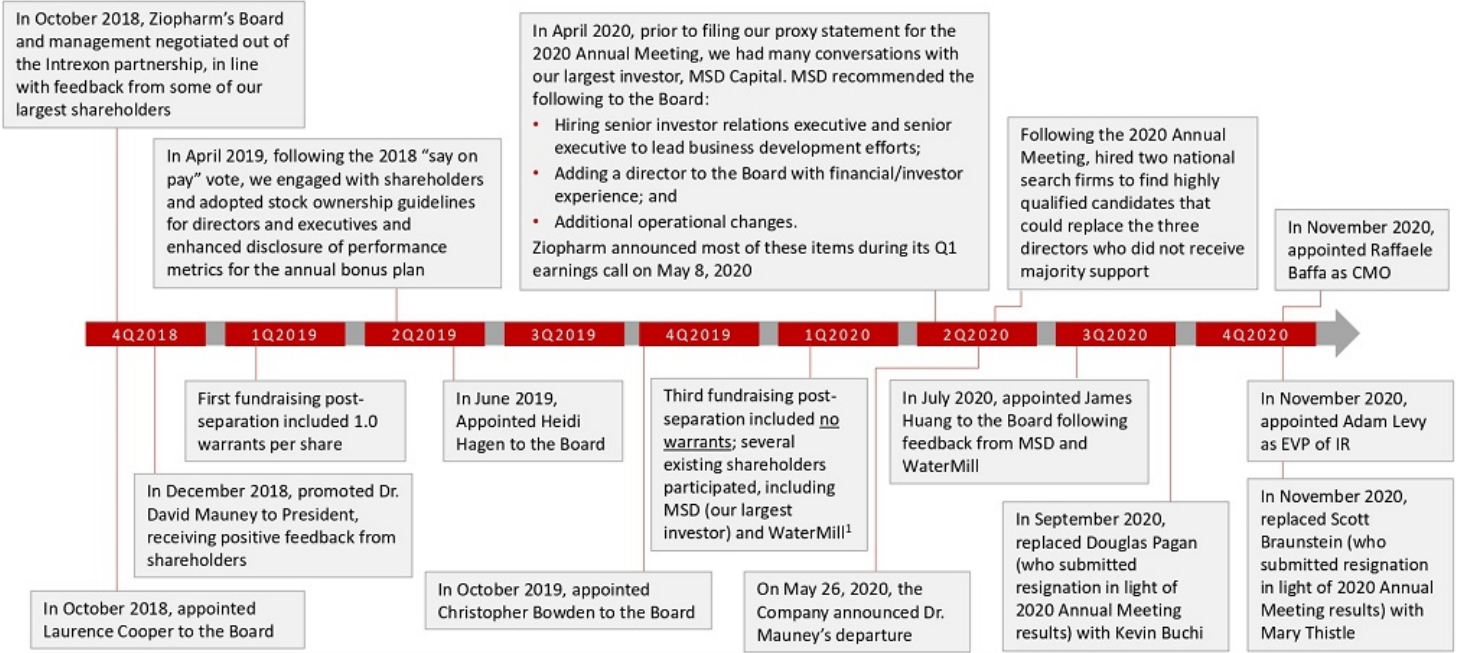 In October 2018, Ziopharm’s Board
and management negotiated out of
the Intrexon partnership, in line
with feedback from some of our
largest shareholders
In April 2019, following the 2018 “say on
pay” vote, we engaged with shareholders
and adopted stock ownership guidelines
for directors and executives and
enhanced disclosure of performance
metrics for the annual bonus plan
In April 2020, prior to filing our proxy statement for the
2020 Annual Meeting, we had many conversations with
our largest investor, MSD Capital. MSD recommended the
following to the Board:
• Hiring senior investor relations executive and senior
executive to lead business development efforts;
• Adding a director to the Board with financial/investor
experience; and
• Additional operational changes.
Ziopharm announced most of these items during its Q1
earnings call on May 8, 2020
Following the 2020 Annual
Meeting, hired two national
search firms to find highly
qualified candidates that
could replace the three
directors who did not receive
majority support
In November 2020,
appointed Raffaele
Baffa as CMO
4Q2018
1Q2019
2Q2019
3Q2019
4Q2019
1Q2020
2Q2020
3Q2020
4Q2020
First fundraising post-
separation included 1.0
warrants per share
In December 2018, promoted Dr.
David Mauney to President,
receiving positive feedback from
shareholders
In October 2018, appointed
Laurence Cooper to the Board
In June 2019,
Appointed Heidi
Hagen to the Board
In October 2019, appointed
Christopher Bowden to the Board
Third fundraising post-
separation included no
warrants; several
existing shareholders
participated, including
MSD (our largest
investor) and WaterMill1
On May 26, 2020, the
Company announced Dr.
Mauney’s departure
In July 2020, appointed James
Huang to the Board following
feedback from MSD and
WaterMill
In September 2020,
replaced Douglas Pagan
(who submitted
resignation in light of
2020 Annual Meeting
results) with Kevin Buchi
In November 2020,
appointed Adam Levy
as EVP of IR
In November 2020,
replaced Scott
Braunstein (who
submitted resignation
in light of 2020 Annual
Meeting results) with
Mary Thistle